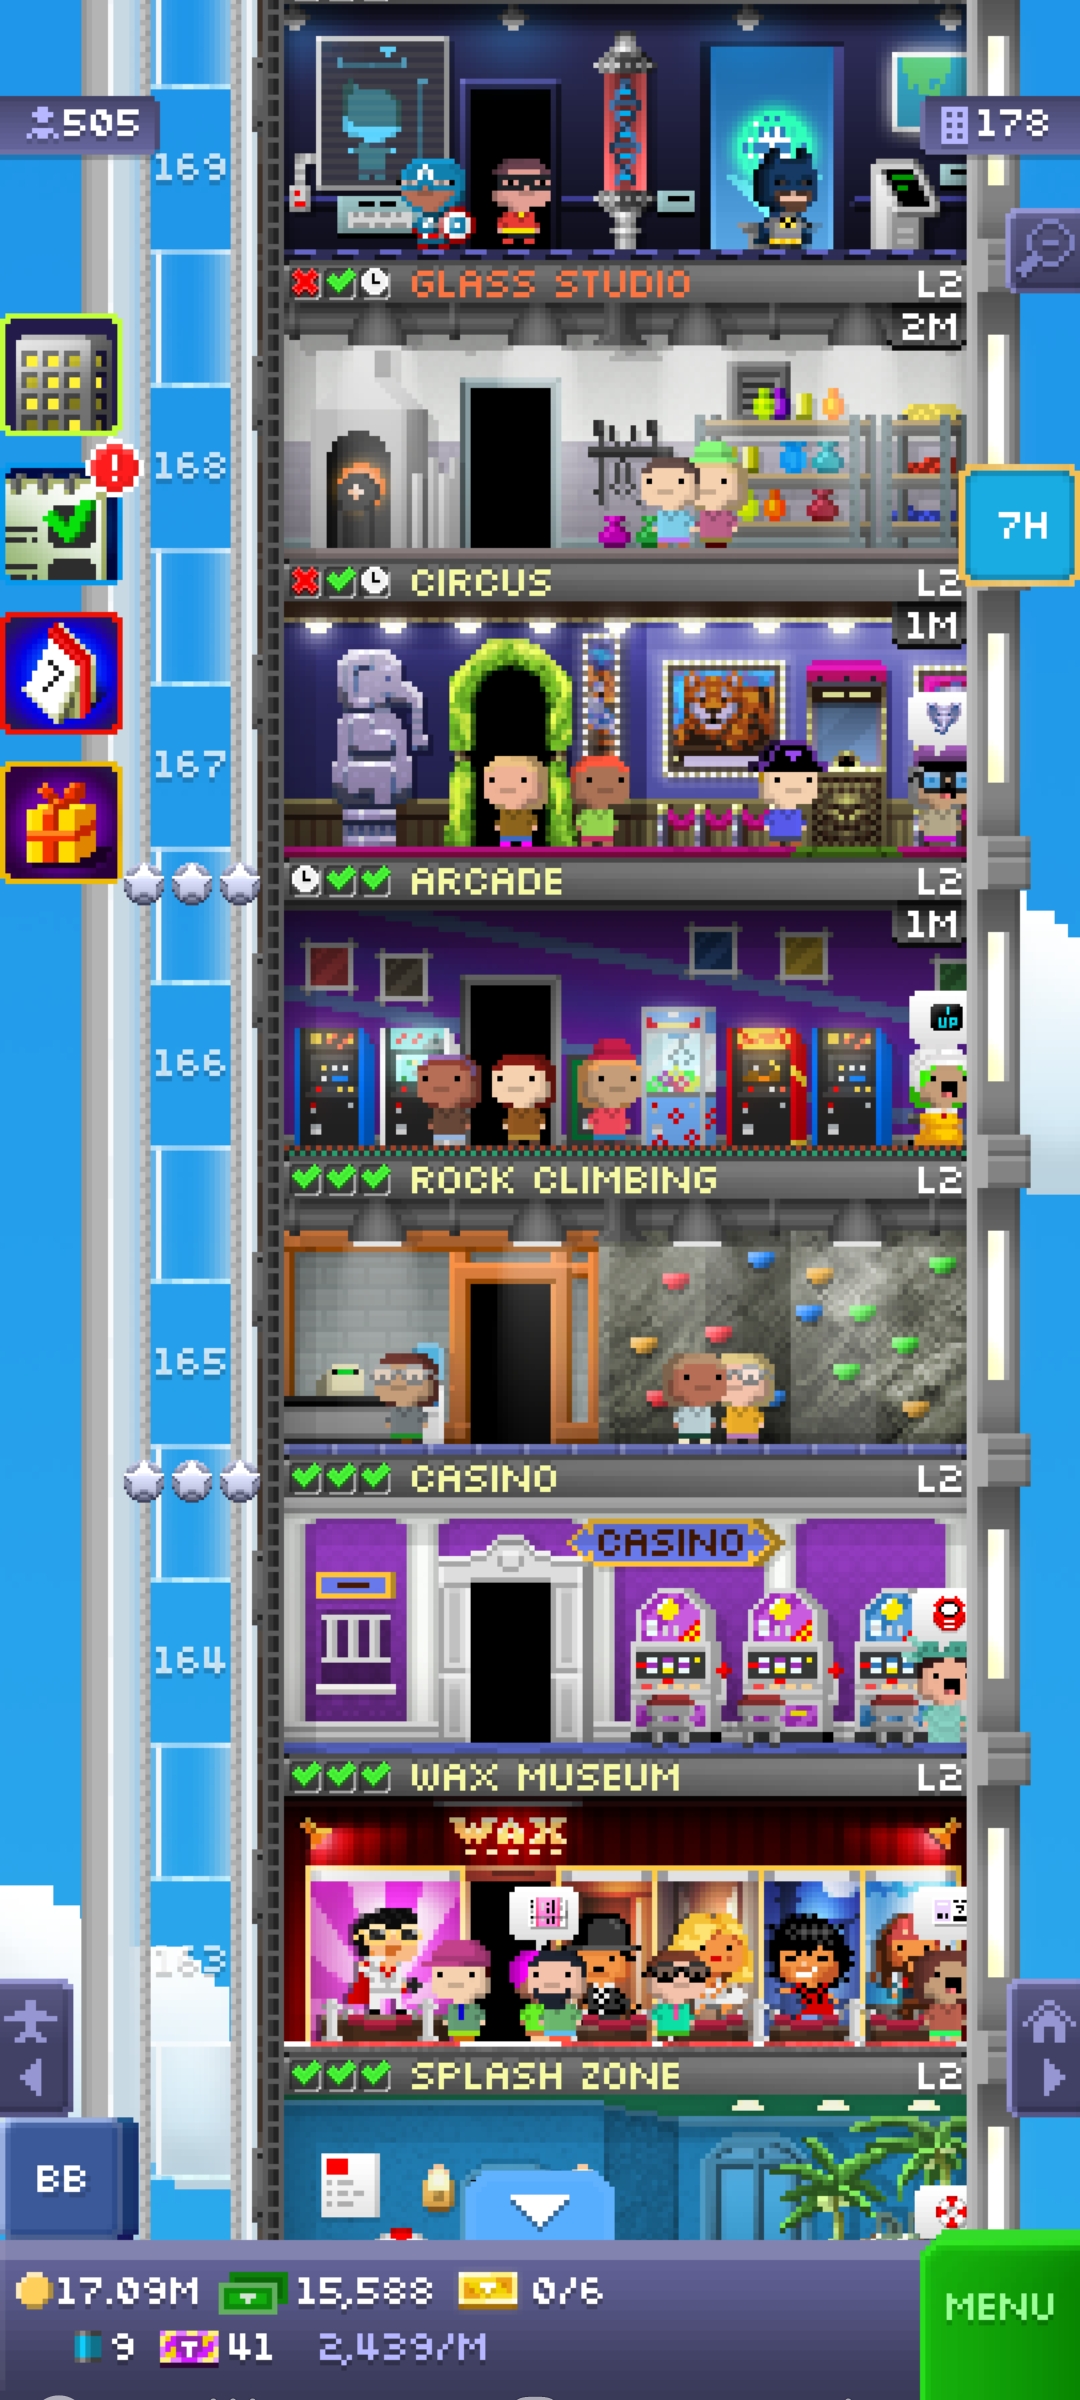 505
178
169
GLASS STUDIO L2
2M
168
7H
CIRCUS L2
1M
167
ARCADE L2
1M
UP
166
ROCK CLIMBING L2
165
CASINO L2
CASINO
164
WAX MUSEUM L2
WAX
163
SPLASH ZONE L2
BB
17.09M 15,588 0/6
MENU
9 41 2,439/M